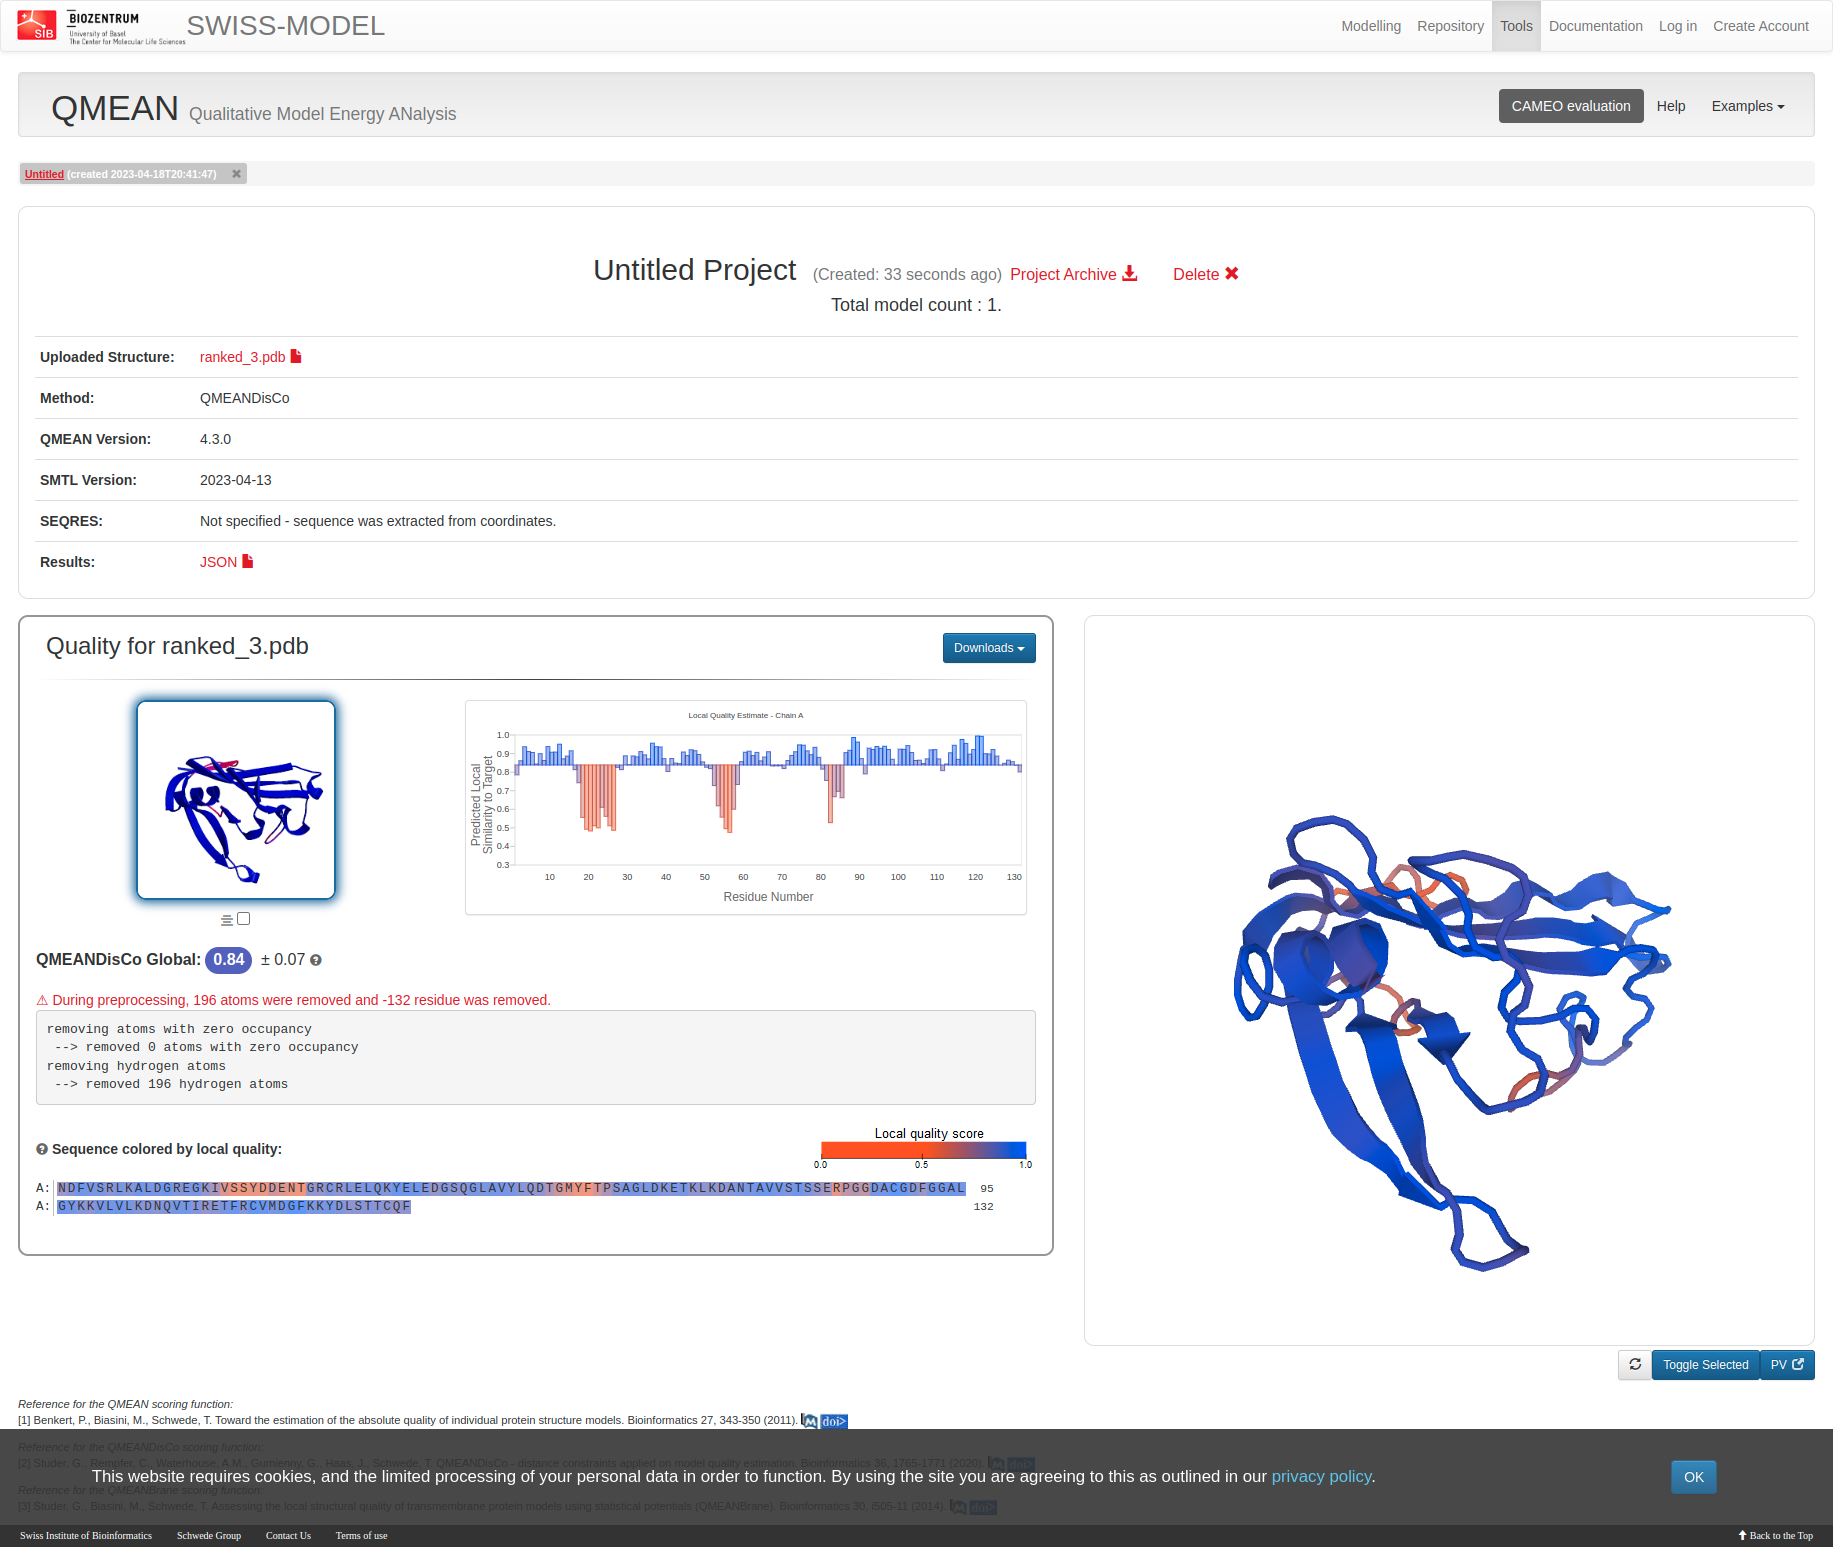 SIB
BIOZENTRUM
University of Basel
The Center for Molecular Life Sciences
SWISS-MODEL
Modelling Repository Tools Documentation Log in Create Account
QMEAN Qualitative Model Energy ANalysis
CAMEO evaluation Help Examples
Untitled (created 2023-04-18T20:41:47) ✖
Untitled Project (Created: 33 seconds ago) Project Archive Delete ✖
Total model count : 1.
Uploaded Structure: ranked_3.pdb
Method: QMEANDisCo
QMEAN Version: 4.3.0
SMTL Version: 2023-04-13
SEQRES: Not specified - sequence was extracted from coordinates.
Results: JSON
Quality for ranked_3.pdb
Downloads
Local Quality Estimate - Chain A
Predicted Local
Similarity to Target
1.0
0.9
0.8
0.7
0.6
0.5
0.4
0.3
10 20 30 40 50 60 70 80 90 100 110 120 130
Residue Number
QMEANDisCo Global: 0.84 ± 0.07
⚠ During preprocessing, 196 atoms were removed and -132 residue was removed.
removing atoms with zero occupancy
--> removed 0 atoms with zero occupancy
removing hydrogen atoms
--> removed 196 hydrogen atoms
Sequence colored by local quality:
Local quality score
0.0 0.5 1.0
A: NDFVSRLKALDGREGKIVSSYDDENTGRCRLELQKYELEDGSQGLAVYLQDTGMYFTPSAGLDKETKLKDANTAVVSTSSERPGGDACGDFGGAL 95
A: GYKKVLVLKDNQVTIRETFRCVMDGFKKYDLSTTCQF 132
Toggle Selected PV
Reference for the QMEAN scoring function:
[1] Benkert, P., Biasini, M., Schwede, T. Toward the estimation of the absolute quality of individual protein structure models. Bioinformatics 27, 343-350 (2011). M doi>
Reference for the QMEANDisCo scoring function:
[2] Studer, G., Rempfer, C., Waterhouse, A.M., Gumienny, G., Haas, J., Schwede, T. QMEANDisCo - distance constraints applied on model quality estimation. Bioinformatics 36, 1765-1771 (2020). M doi>
This website requires cookies, and the limited processing of your personal data in order to function. By using the site you are agreeing to this as outlined in our privacy policy.
OK
Reference for the QMEANBrane scoring function:
[3] Studer, G., Biasini, M., Schwede, T. Assessing the local structural quality of transmembrane protein models using statistical potentials (QMEANBrane). Bioinformatics 30, i505-11 (2014). M doi>
Swiss Institute of Bioinformatics Schwede Group Contact Us Terms of use
Back to the Top